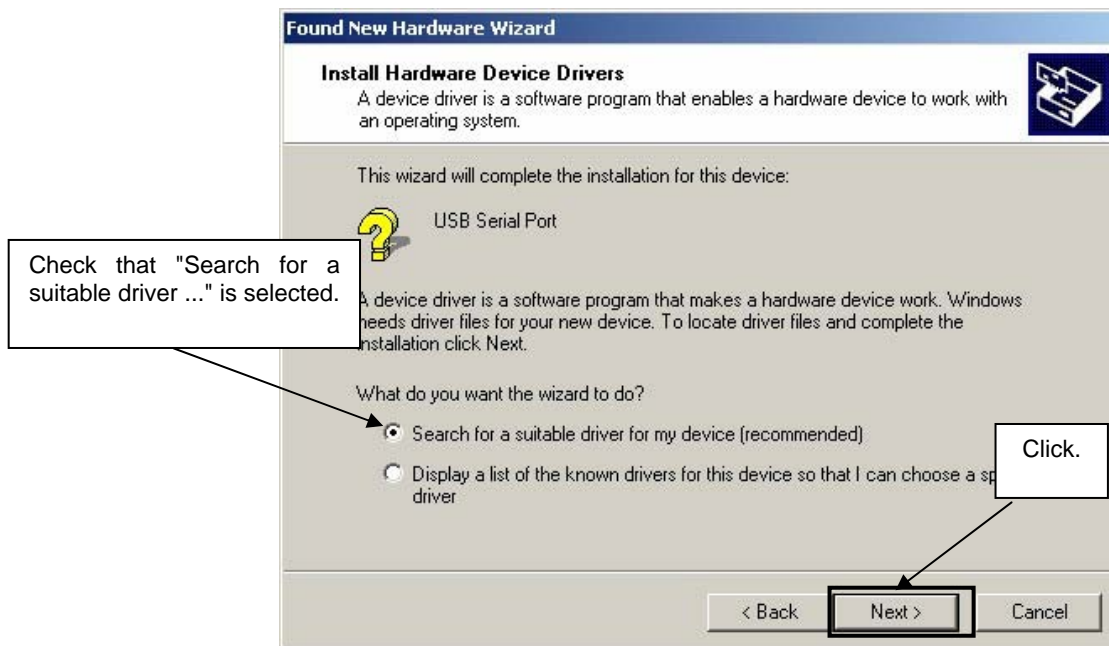 Found New Hardware Wizard
Install Hardware Device Drivers
A device driver is a software program that enables a hardware device to work with
an operating system.
This wizard will complete the installation for this device:
USB Serial Port
Check that "Search for a
suitable driver ..." is selected.
A device driver is a software program that makes a hardware device work. Windows
needs driver files for your new device. To locate driver files and complete the
installation click Next.
What do you want the wizard to do?
Search for a suitable driver for my device (recommended)
Click.
Display a list of the known drivers for this device so that I can choose a
driver
< Back
Next >
Cancel